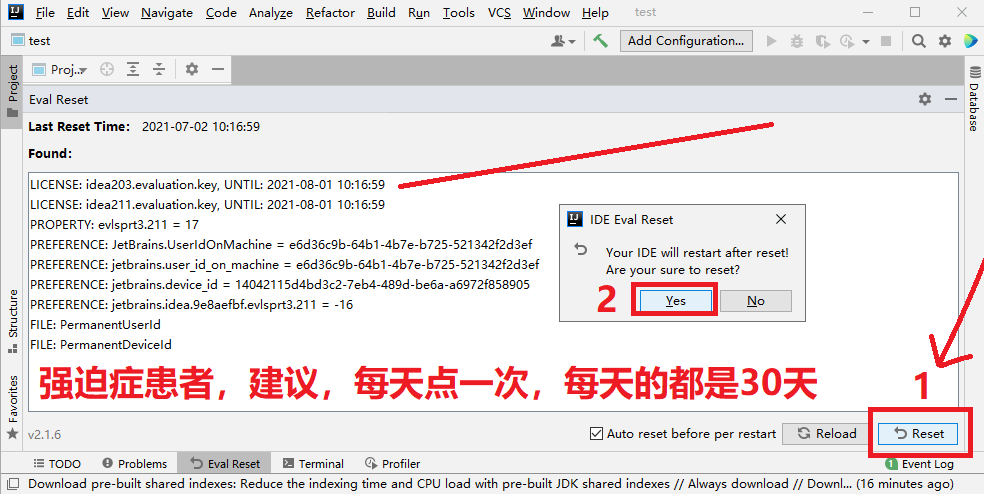 File Edit View Navigate Code Analyze Refactor Build Run Tools VCS Window Help test
test
Add Configuration...
Project
Proj...
Database
Eval Reset
Last Reset Time: 2021-07-02 10:16:59
Found:
LICENSE: idea203.evaluation.key, UNTIL: 2021-08-01 10:16:59
LICENSE: idea211.evaluation.key, UNTIL: 2021-08-01 10:16:59
PROPERTY: evlsprt3.211 = 17
PREFERENCE: JetBrains.UserIdOnMachine = e6d36c9b-64b1-4b7e-b725-521342f2d3ef
PREFERENCE: jetbrains.user_id_on_machine = e6d36c9b-64b1-4b7e-b725-521342f2d3ef
PREFERENCE: jetbrains.device_id = 14042115d4bd3c2-7eb4-489d-be6a-a6972f858905
PREFERENCE: jetbrains.idea.9e8aefbf.evlsprt3.211 = -16
FILE: PermanentUserId
FILE: PermanentDeviceId
IDE Eval Reset
Your IDE will restart after reset!
Are your sure to reset?
2
Yes
No
Structure
Favorites
强迫症患者，建议，每天点一次，每天的都是30天
1
v2.1.6
Auto reset before per restart
Reload
Reset
TODO
Problems
Eval Reset
Terminal
Profiler
1 Event Log
Download pre-built shared indexes: Reduce the indexing time and CPU load with pre-built JDK shared indexes // Always download // Downl... (16 minutes ago)